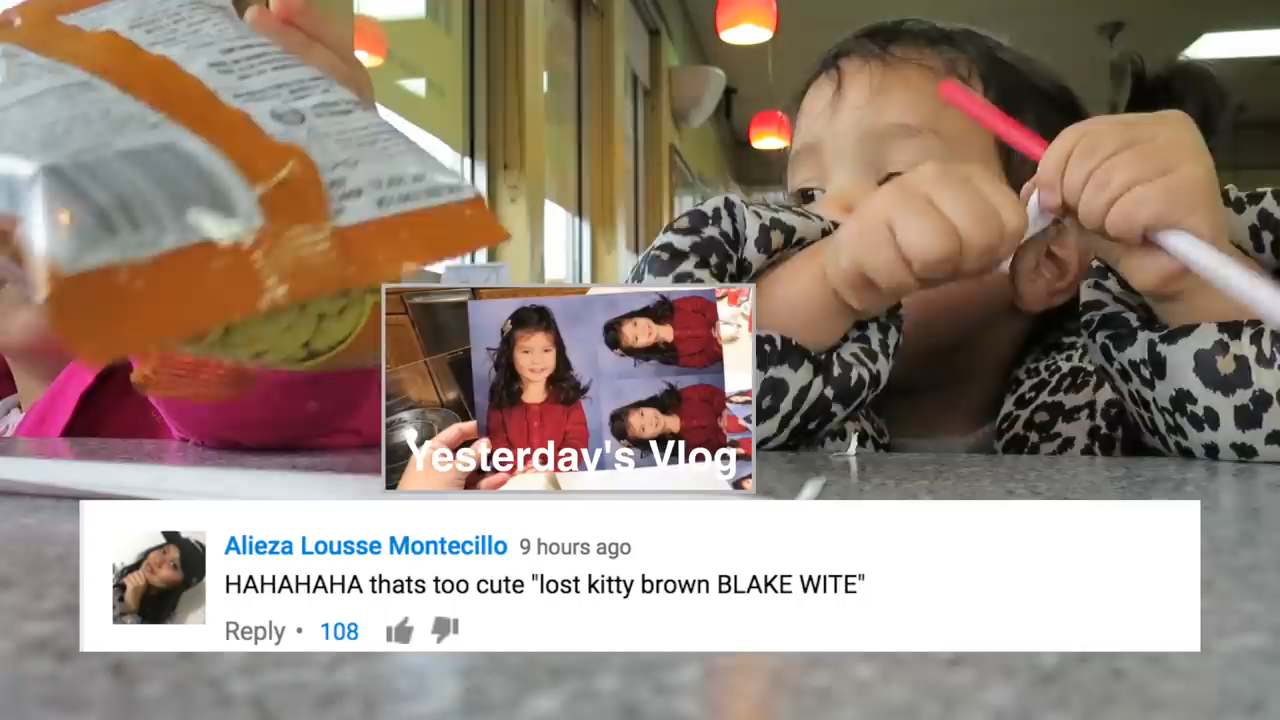 Yesterday's Vlog
Alieza Lousse Montecillo 9 hours ago
HAHAHAHA thats too cute "lost kitty brown BLAKE WITE"
Reply • 108